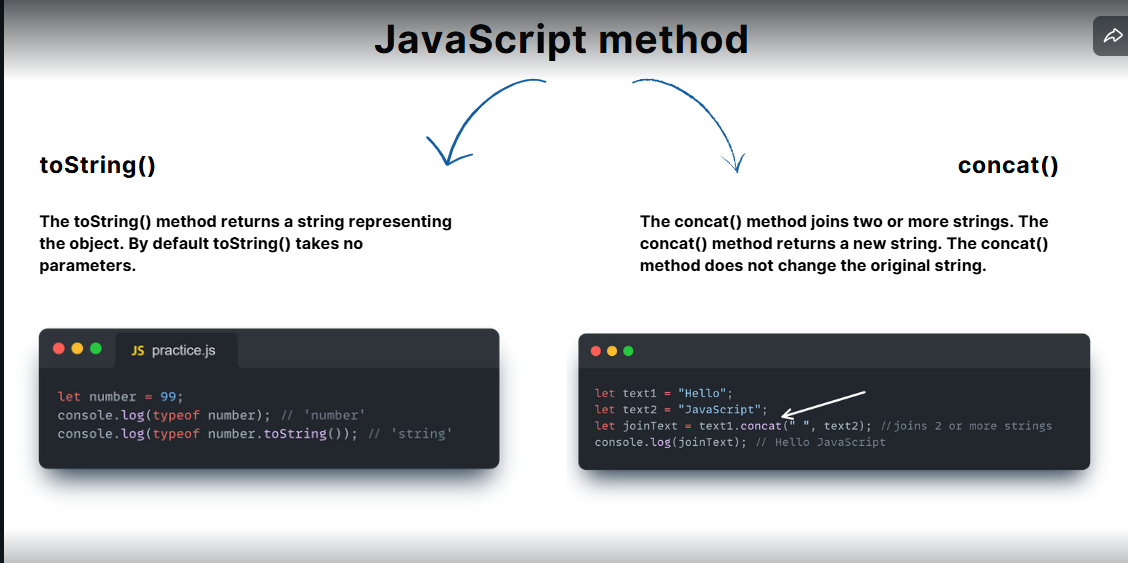 JavaScript method
toString()
The toString() method returns a string representing
the object. By default toString() takes no
parameters.
JS practice.js
let number = 99;
console.log(typeof number); // 'number'
console.log(typeof number.toString()); // 'string'
concat()
The concat() method joins two or more strings. The
concat() method returns a new string. The concat()
method does not change the original string.
let text1 = "Hello";
let text2 = "JavaScript";
let joinText = text1.concat(" ", text2); //joins 2 or more strings
console.log(joinText); // Hello JavaScript